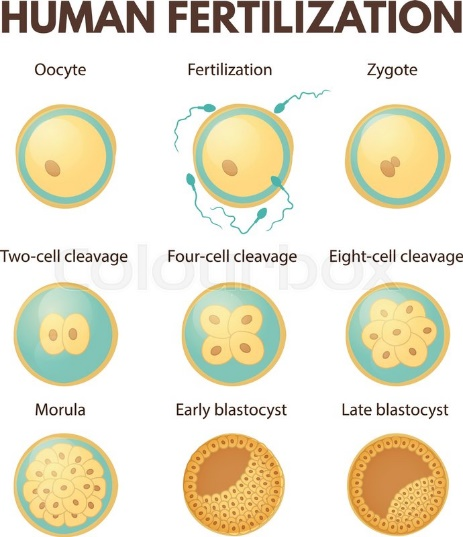 HUMAN FERTILIZATION
Oocyte
Fertilization
Zygote
Two-cell cleavage
Four-cell cleavage
Eight-cell cleavage
Colourbox
Morula
Early blastocyst
Late blastocyst